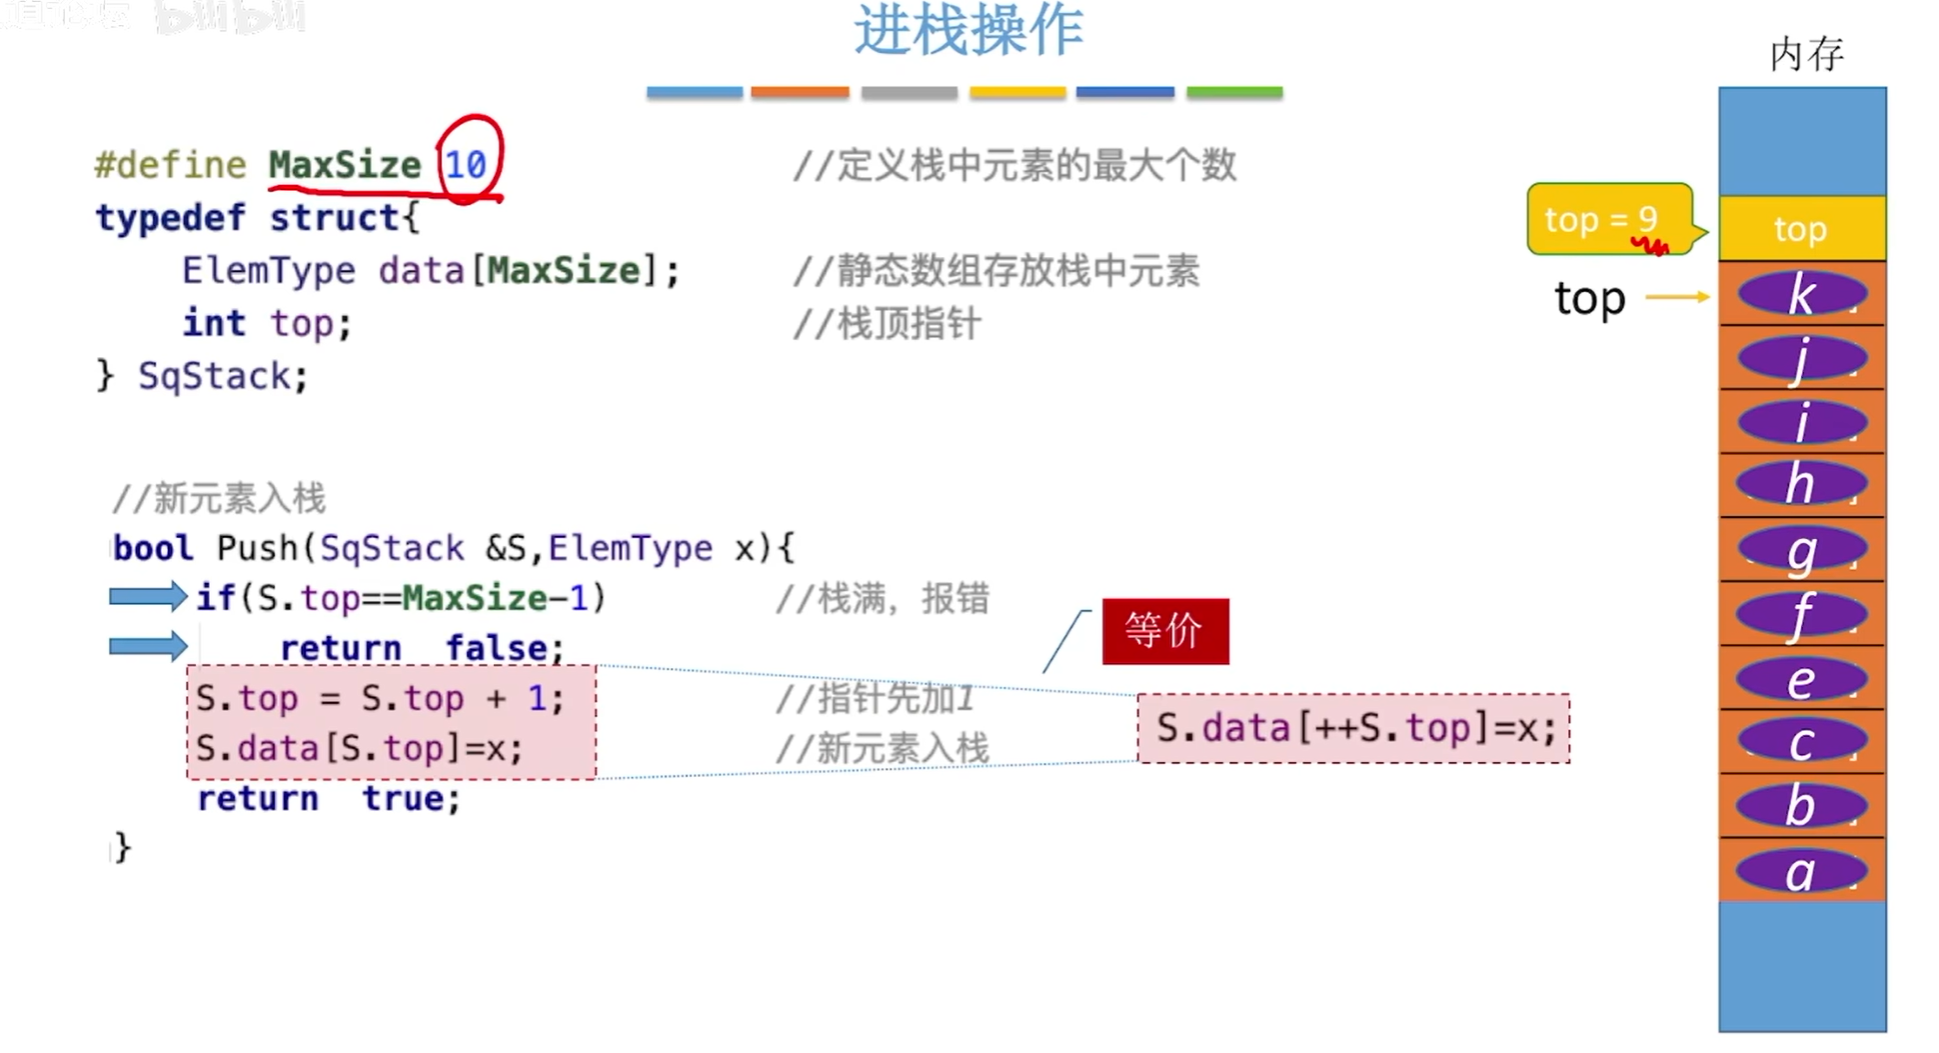 bilibili
进栈操作
#define MaxSize 10 //定义栈中元素的最大个数
typedef struct{
ElemType data[MaxSize]; //静态数组存放栈中元素
int top; //栈顶指针
} SqStack;
//新元素入栈
bool Push(SqStack &S,ElemType x){
if(S.top==MaxSize-1) //栈满，报错
return false;
S.top = S.top + 1; //指针先加1
S.data[S.top]=x; //新元素入栈
return true;
}
等价
S.data[++S.top]=x;
内存
top = 9
top
top
k
j
i
h
g
f
e
c
b
a